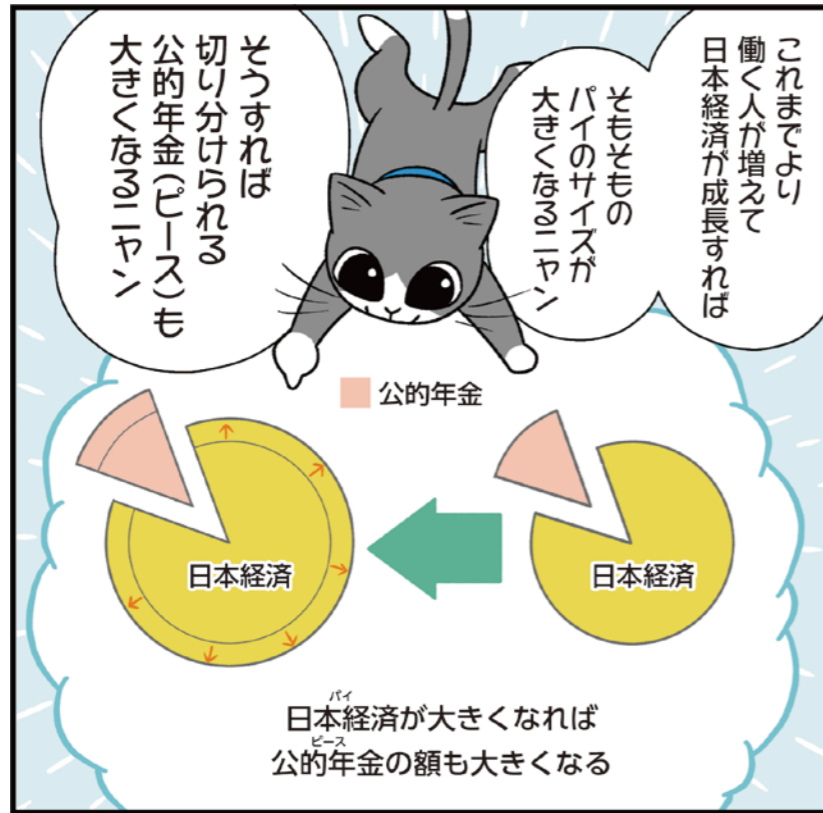 これまでより
働く人が増えて
日本経済が成長すれば
そもそもの
パイのサイズが
大きくなるニャン
そうすれば
切り分けられる
公的年金(ピース)も
大きくなるニャン
公的年金
日本経済
日本経済
パイ
日本経済が大きくなれば
ピース
公的年金の額も大きくなる